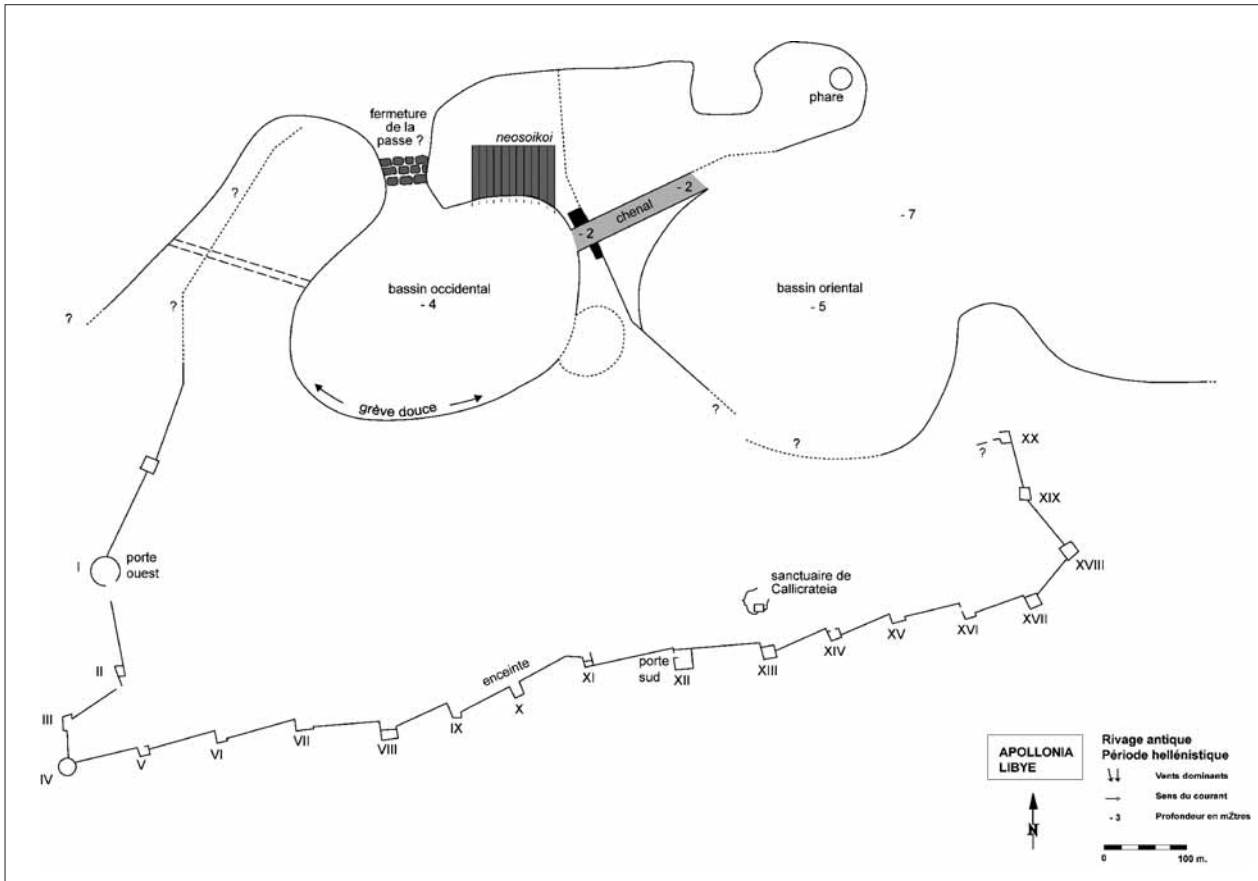 phare
fermeture
de la
passe ?
neosoikoi
- 2
chenal
- 2
- 7
?
?
?
bassin occidental
- 4
bassin oriental
- 5
grève douce
?
?
XX
?
XIX
I
porte
ouest
XVIII
sanctuaire de
Callicrateia
XVII
XVI
XV
XIV
XIII
porte
sud
XII
XI
enceinte
X
IX
VIII
VII
VI
V
II
III
IV
APOLLONIA
LIBYE
N
Rivage antique
Période hellénistique
Vents dominants
Sens du courant
- 3 Profondeur en mŽtres
0 100 m.